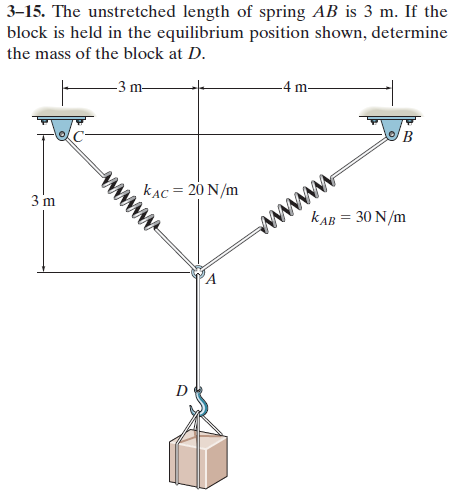 3–15. The unstretched length of spring AB is 3 m. If the
block is held in the equilibrium position shown, determine
the mass of the block at D.
3 m
4 m
C
B
k_AC = 20 N/m
3 m
k_AB = 30 N/m
A
D